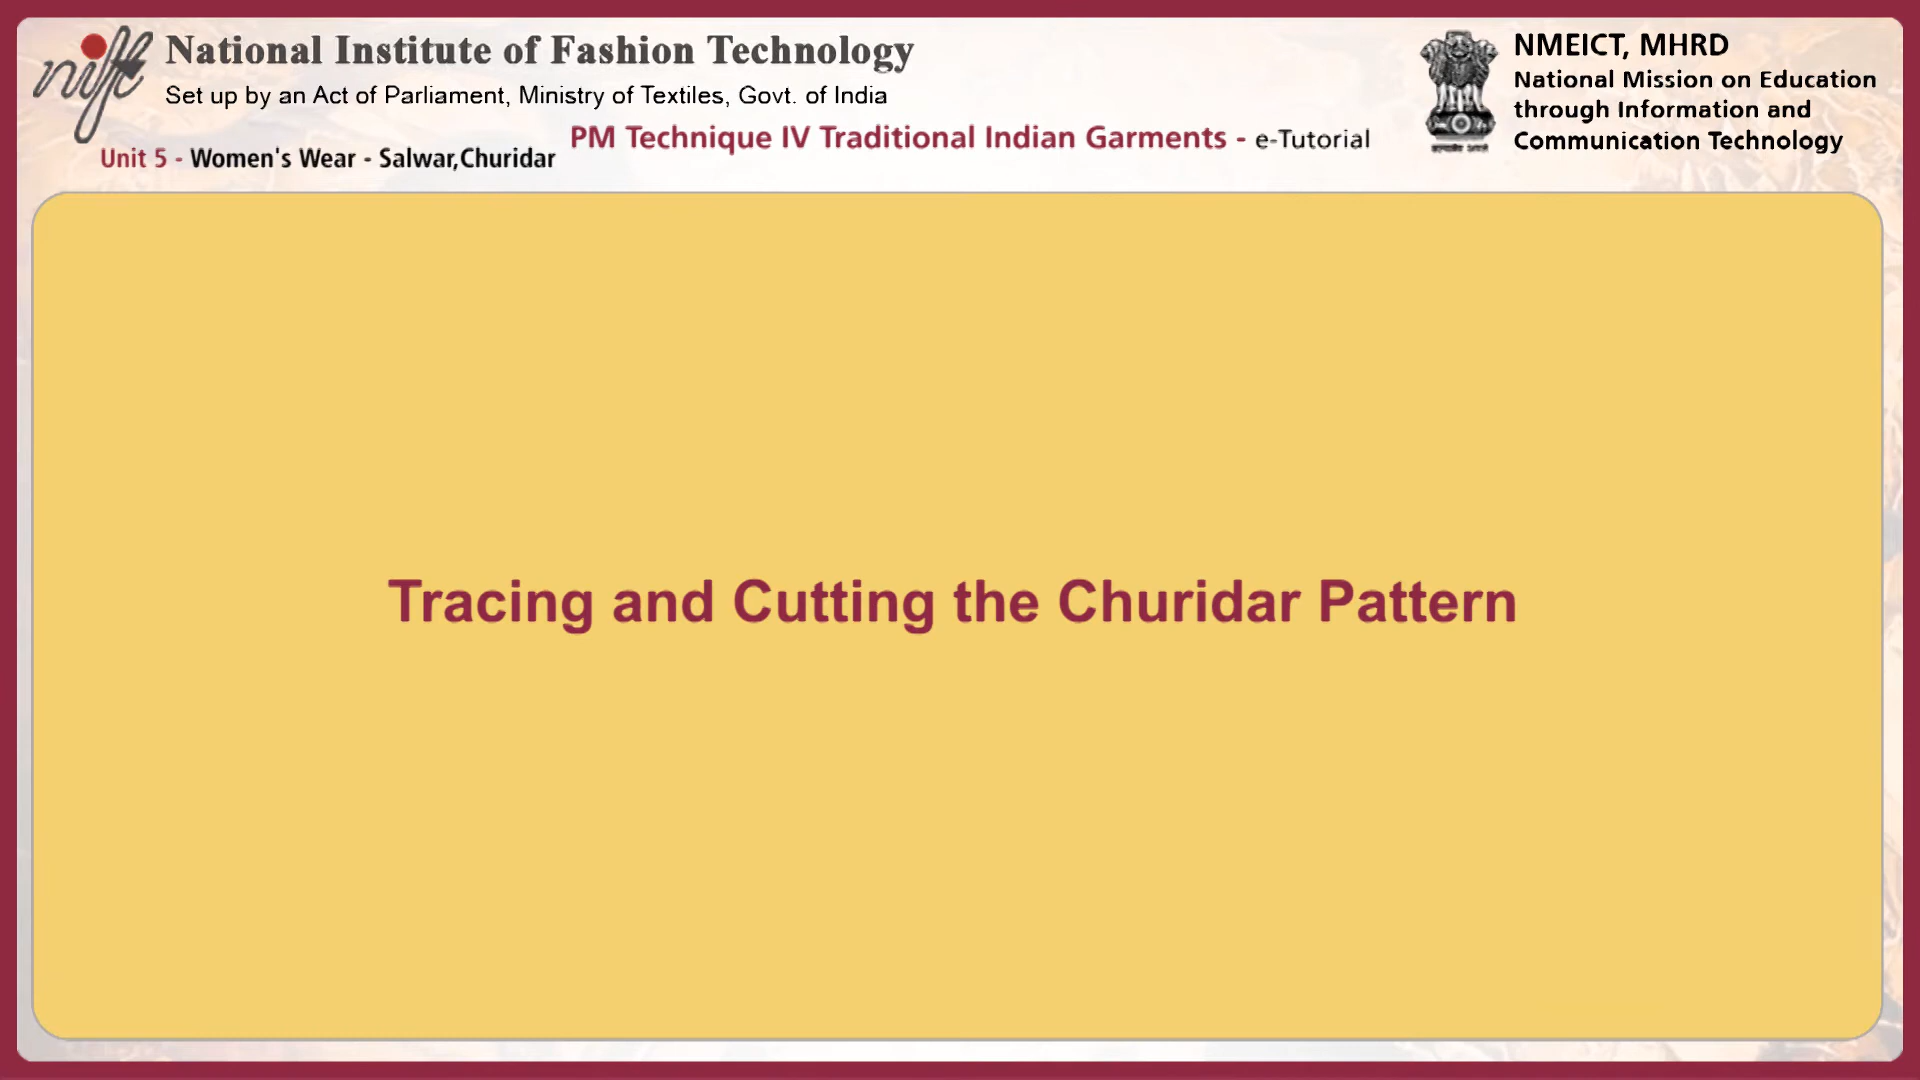 nift
National Institute of Fashion Technology
Set up by an Act of Parliament, Ministry of Textiles, Govt. of India
PM Technique IV Traditional Indian Garments - e-Tutorial
Unit 5 - Women's Wear - Salwar,Churidar
NMEICT, MHRD
National Mission on Education
through Information and
Communication Technology
Tracing and Cutting the Churidar Pattern